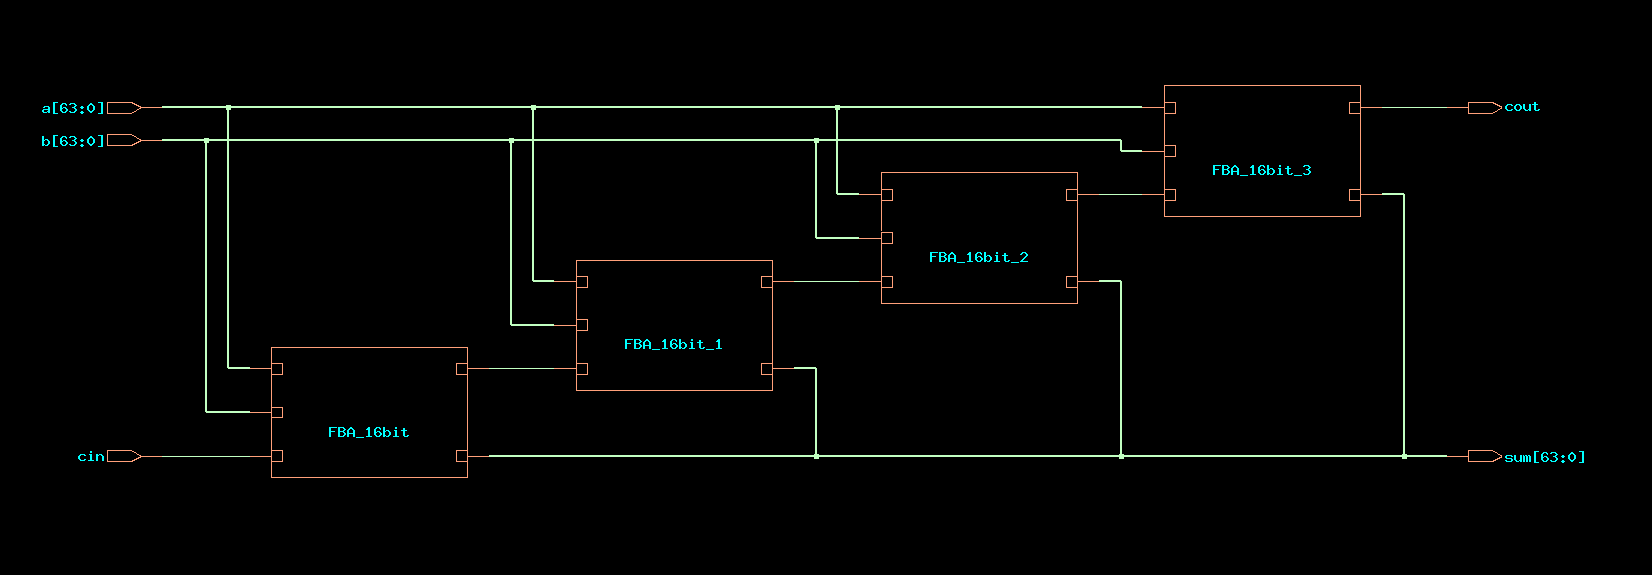 a[63:0]
cout
b[63:0]
FBA_16bit_3
FBA_16bit_2
FBA_16bit_1
FBA_16bit
cin
sum[63:0]